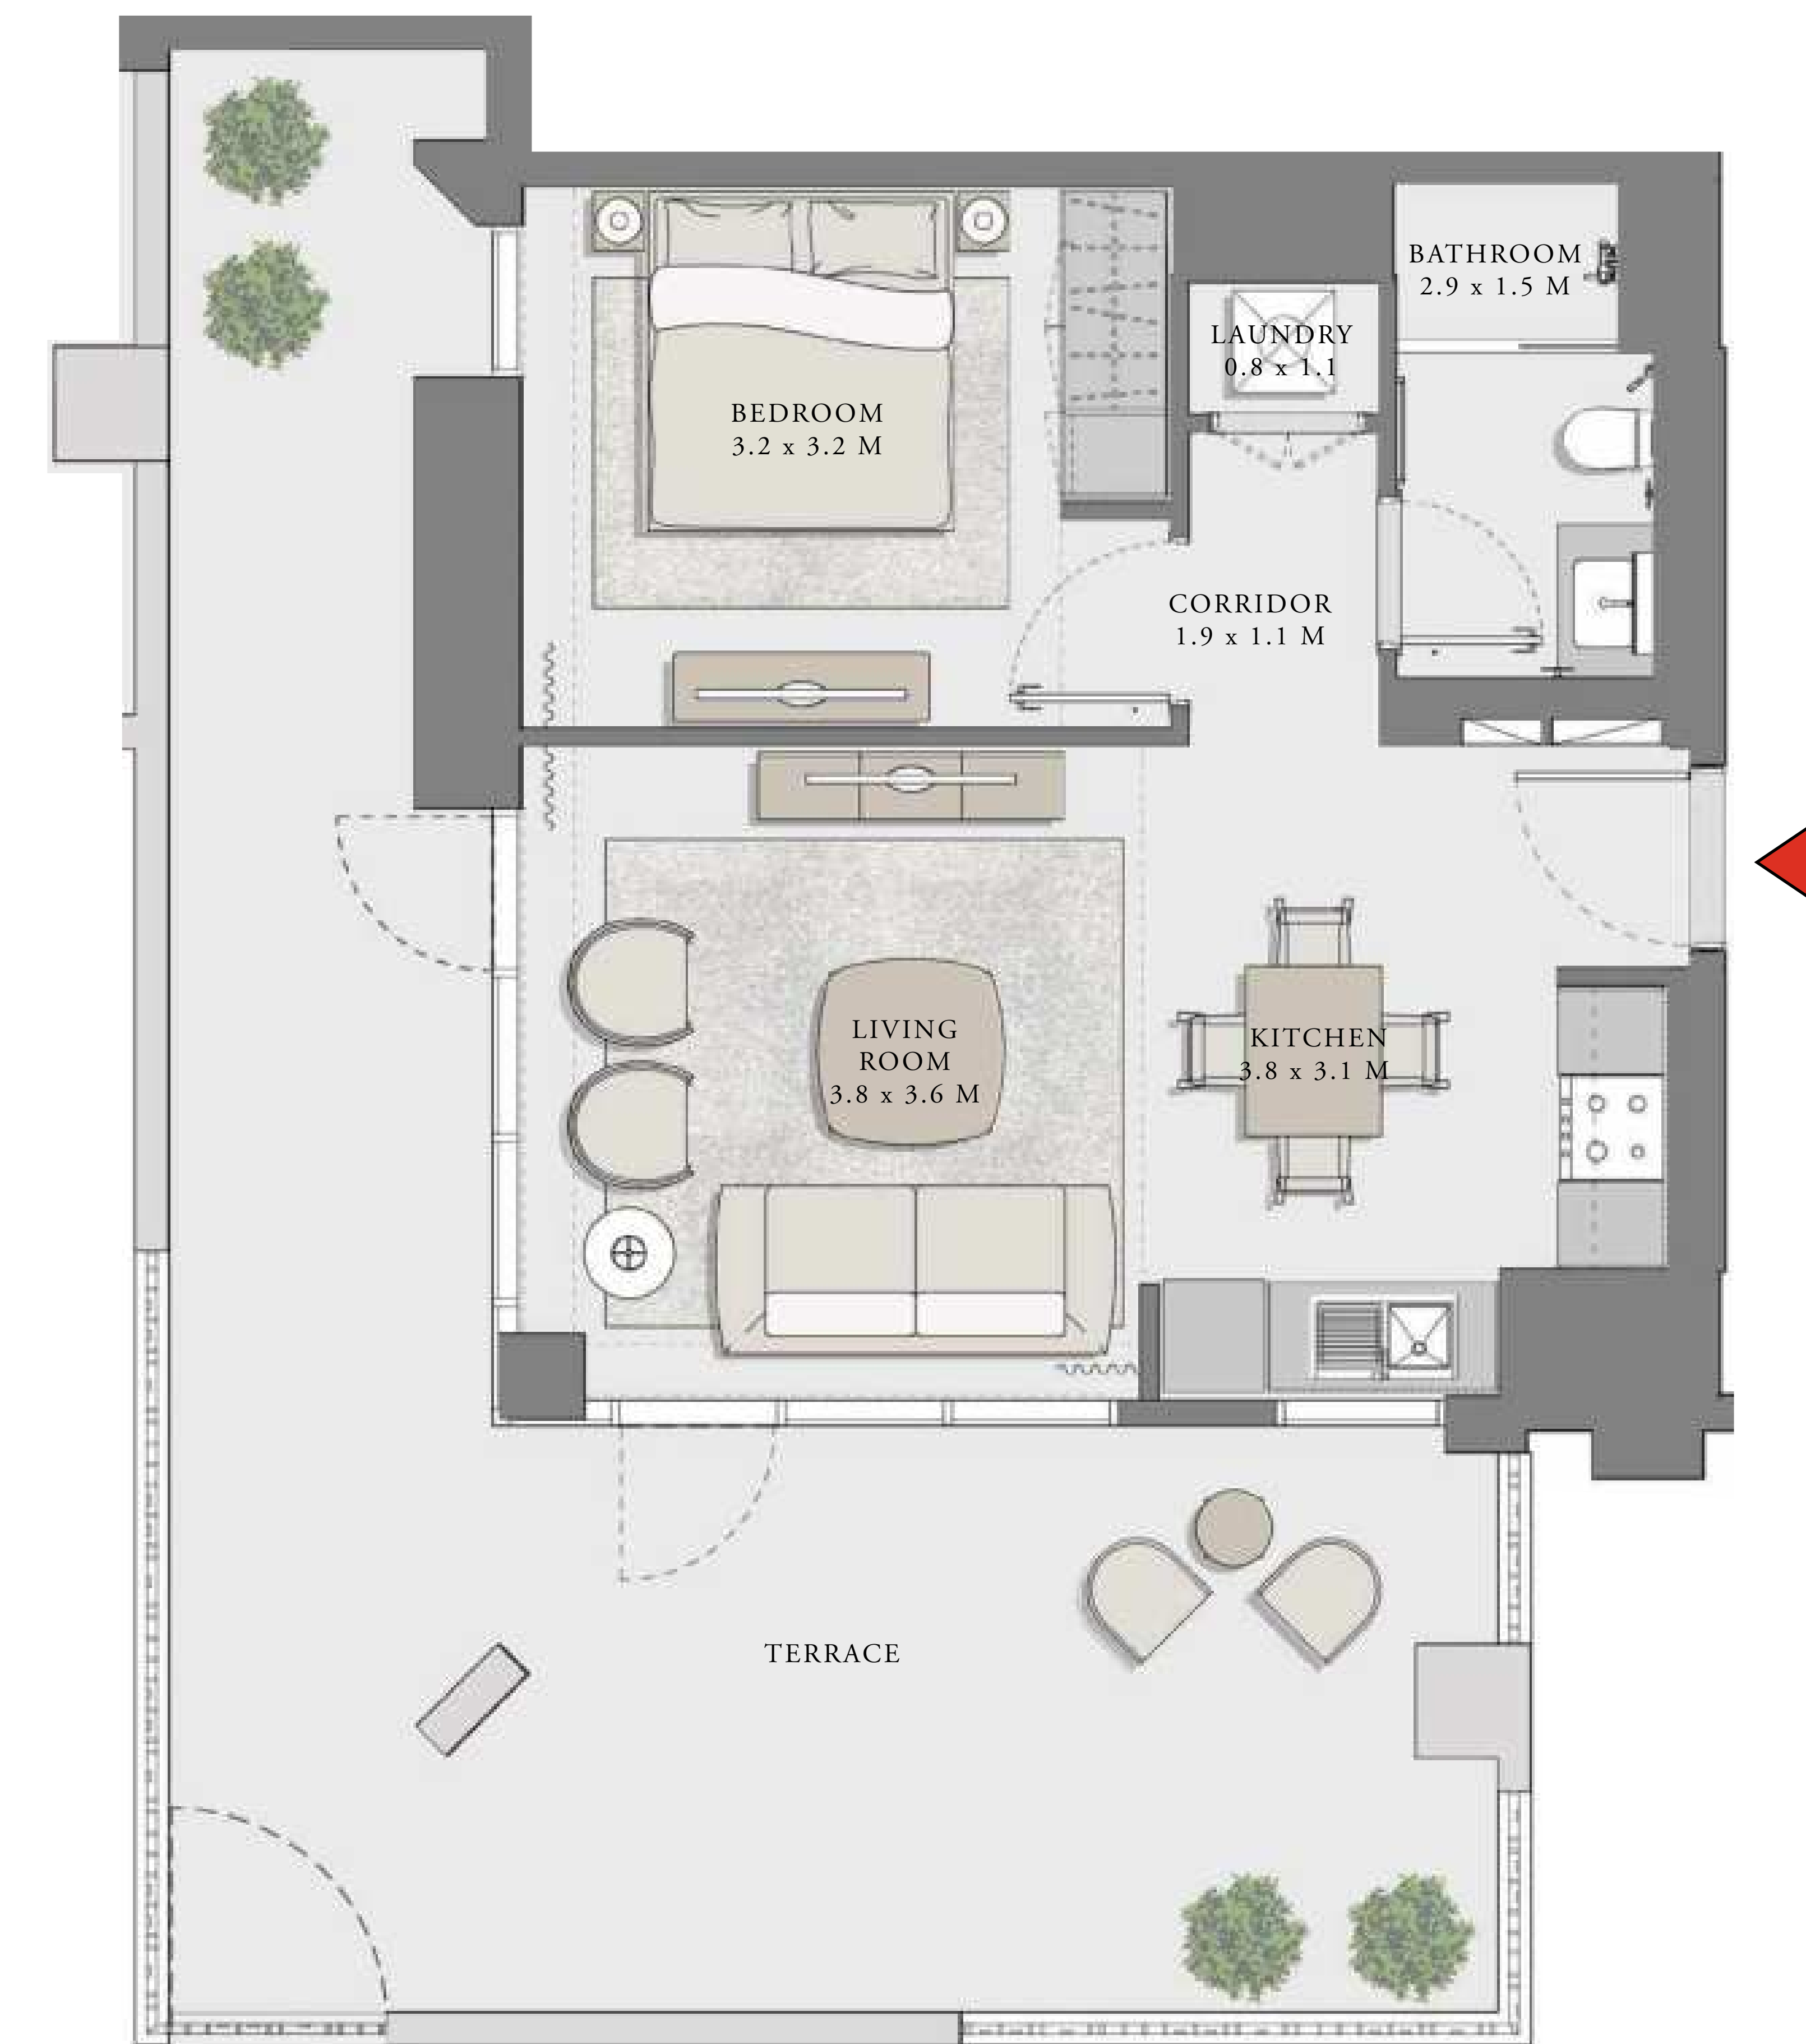 BATHROOM
2.9 x 1.5 M
LAUNDRY
0.8 x 1.1
BEDROOM
3.2 x 3.2 M
CORRIDOR
1.9 x 1.1 M
LIVING
ROOM
3.8 x 3.6 M
KITCHEN
3.8 x 3.1 M
TERRACE